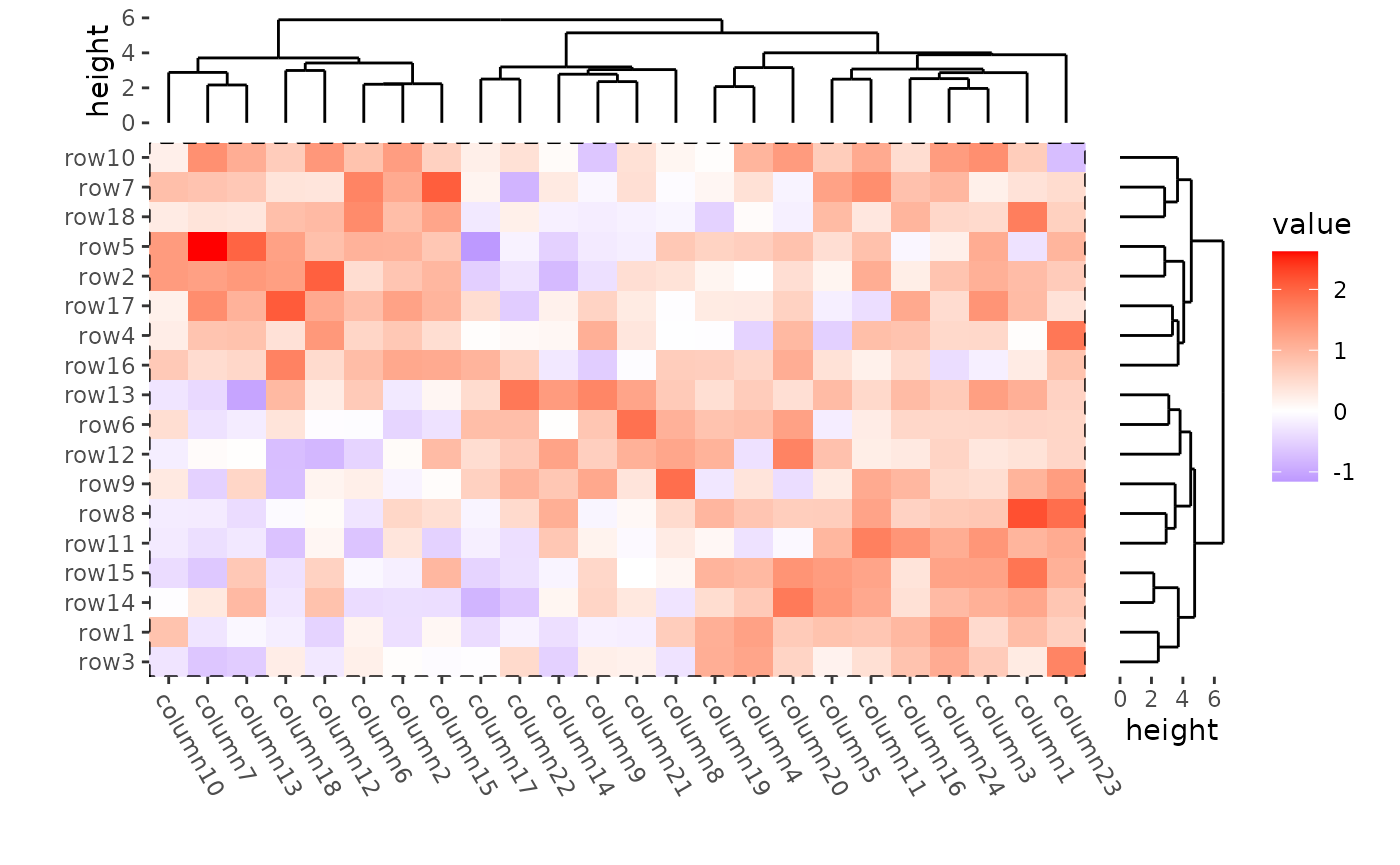 height
6
4
2
0
row10
row7
row18
row5
row2
row17
row4
row16
row13
row6
row12
row9
row8
row11
row15
row14
row1
row3
column10
column7
column13
column18
column12
column6
column2
column15
column17
column22
column14
column9
column21
column8
column19
column4
column20
column5
column11
column16
column24
column3
column1
column23
0 2 4 6
height
value
2
1
0
-1